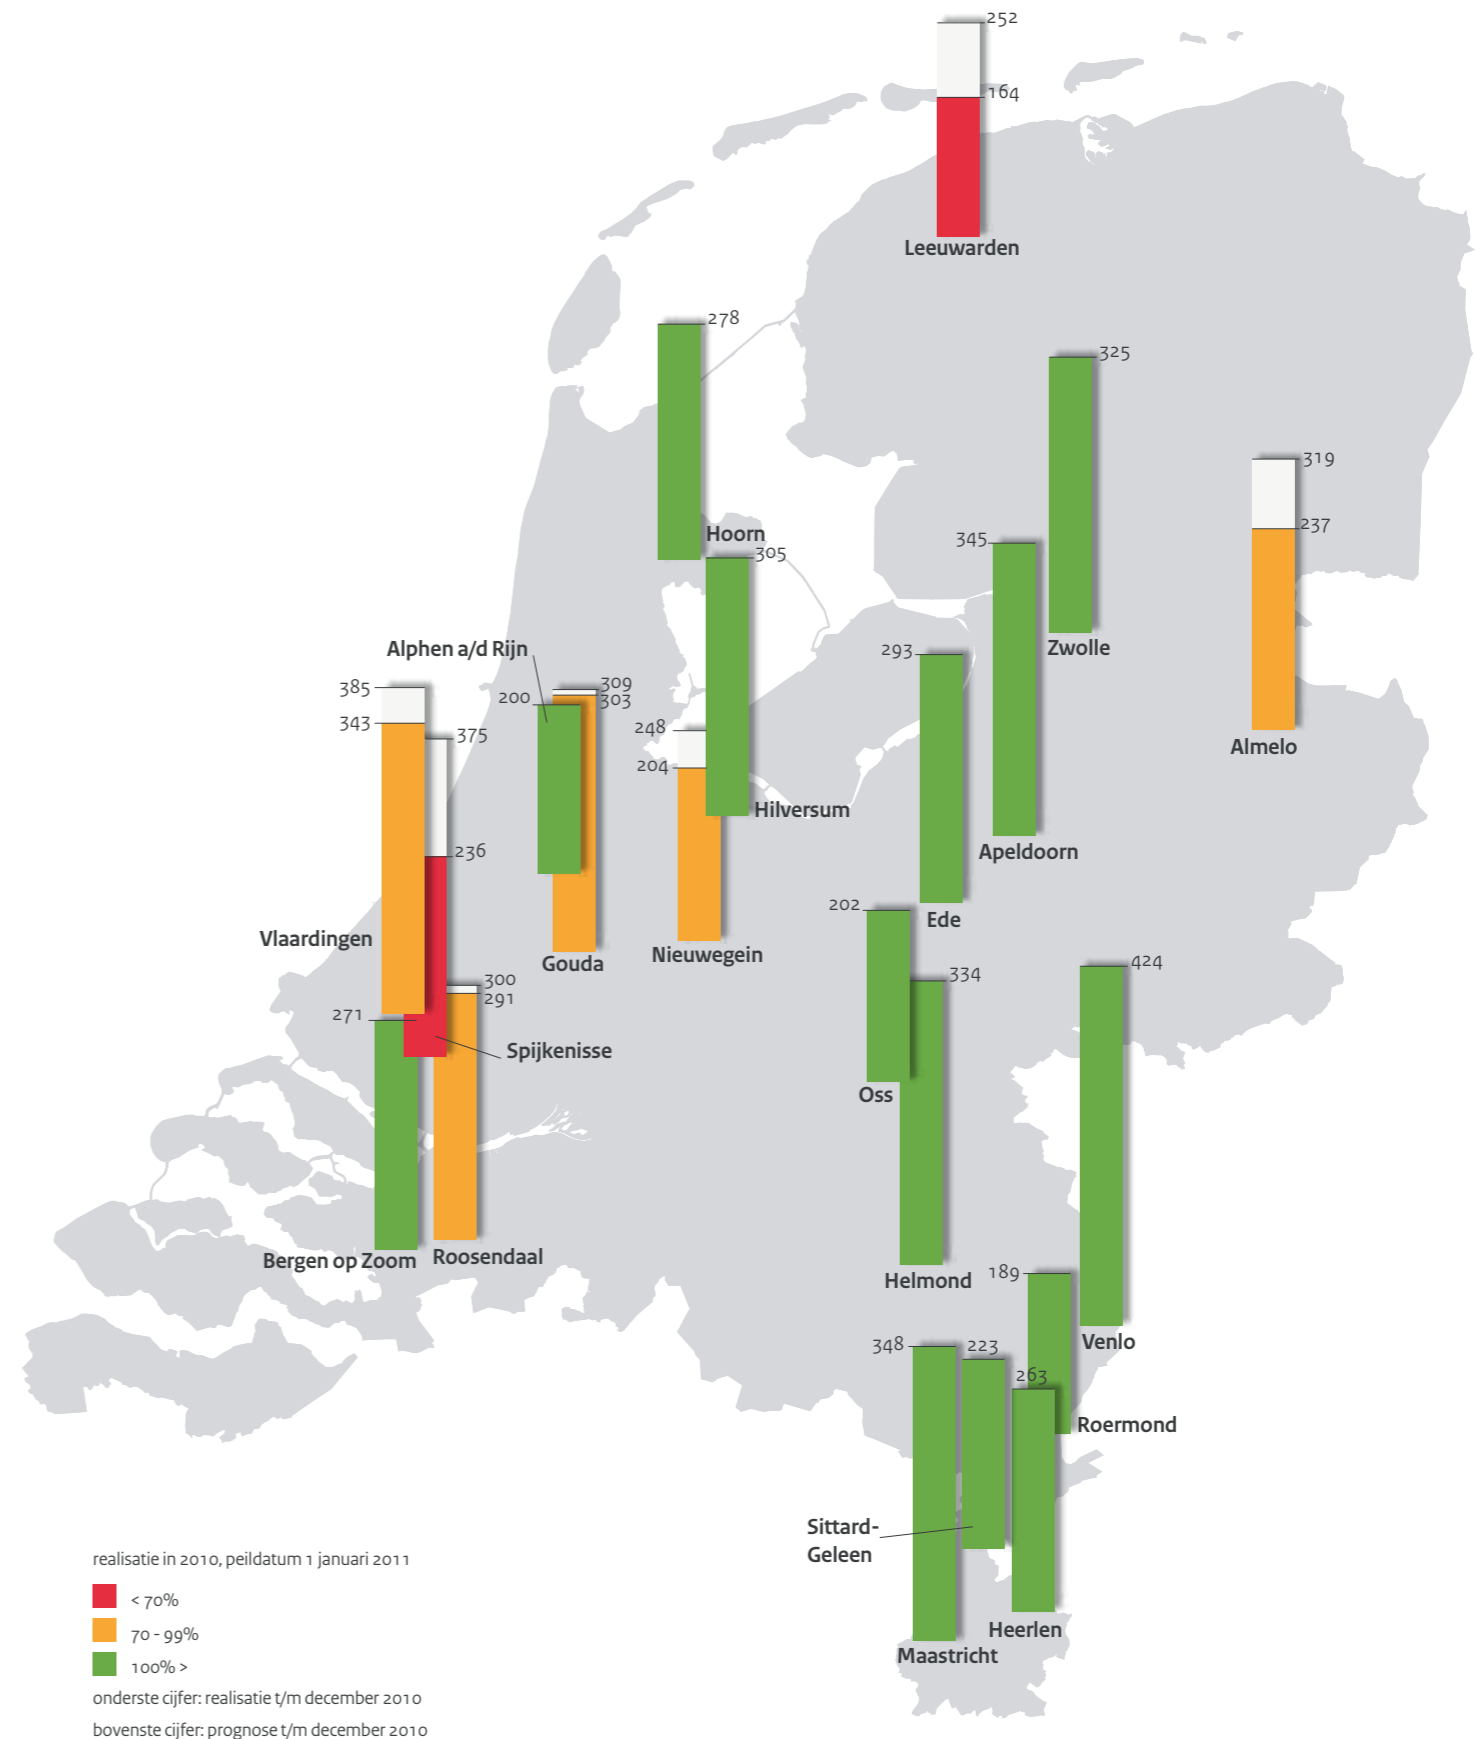 252
164
Leeuwarden
278
325
Hoorn
319
237
345
305
Alphen a/d Rijn
Zwolle
293
385
309
200
303
343
248
375
204
Almelo
Hilversum
236
Apeldoorn
202
Ede
Vlaardingen
Nieuwegein
Gouda
424
300
334
291
271
Spijkenisse
Oss
Bergen op Zoom
Roosendaal
Helmond
189
Venlo
348
223
263
Roermond
Sittard-
Geleen
Heerlen
Maastricht
realisatie in 2010, peildatum 1 januari 2011
< 70%
70 - 99%
100% >
onderste cijfer: realisatie t/m december 2010
bovenste cijfer: prognose t/m december 2010